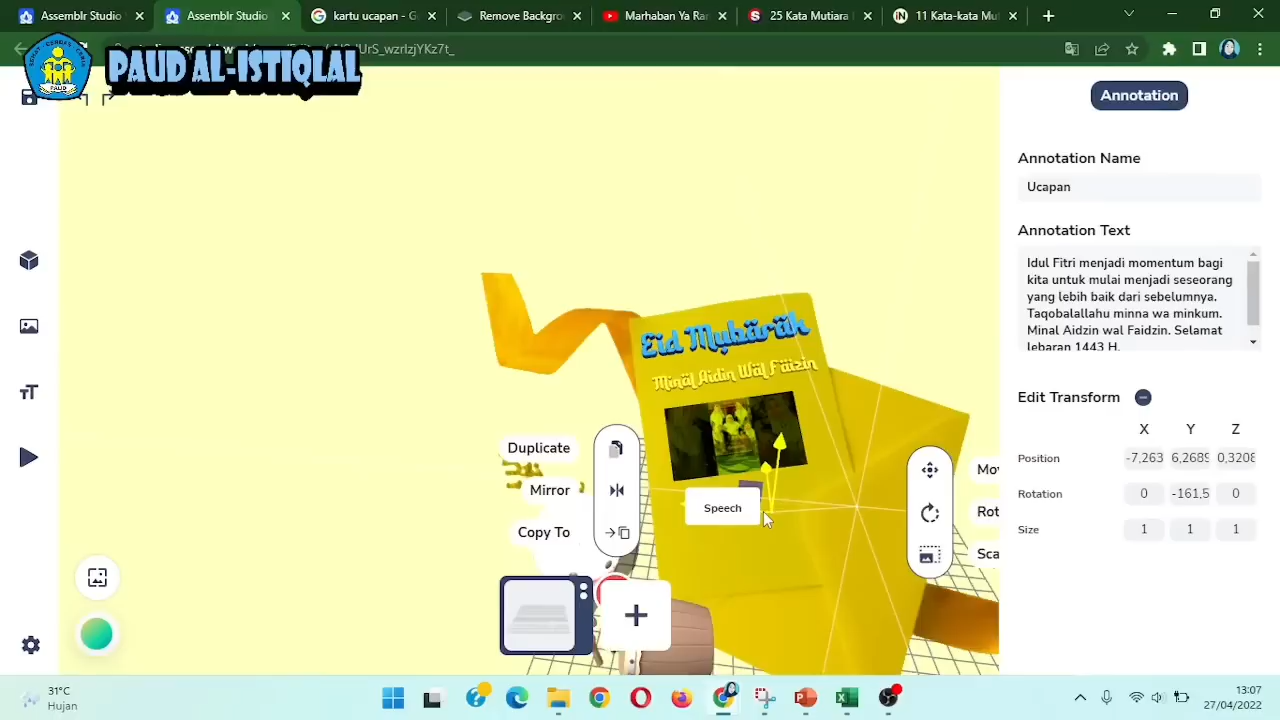 Assemblr Studio
Assemblr Studio
kartu ucapan - G
Remove Backgro
Marhaban Ya Ra
25 Kata Mutiara
11 Kata-kata Mu
UrS_wzrIzjYKz7t_
PAUD AL-ISTIQLAL
PAUD
Annotation
Annotation Name
Ucapan
Annotation Text
Idul Fitri menjadi momentum bagi
kita untuk mulai menjadi seseorang
yang lebih baik dari sebelumnya.
Taqobalallahu minna wa minkum.
Minal Aidzin wal Faidzin. Selamat
lebaran 1443 H.
Edit Transform
X Y Z
Position -7,263 6,2689 0,3208
Rotation 0 -161.5 0
Size 1 1 1
Eid Mubarak
Minal Aidin Wal Faizin
Duplicate
Mirror
Copy To
Speech
Mov
Rot
Sca
31°C
Hujan
13:07
27/04/2022